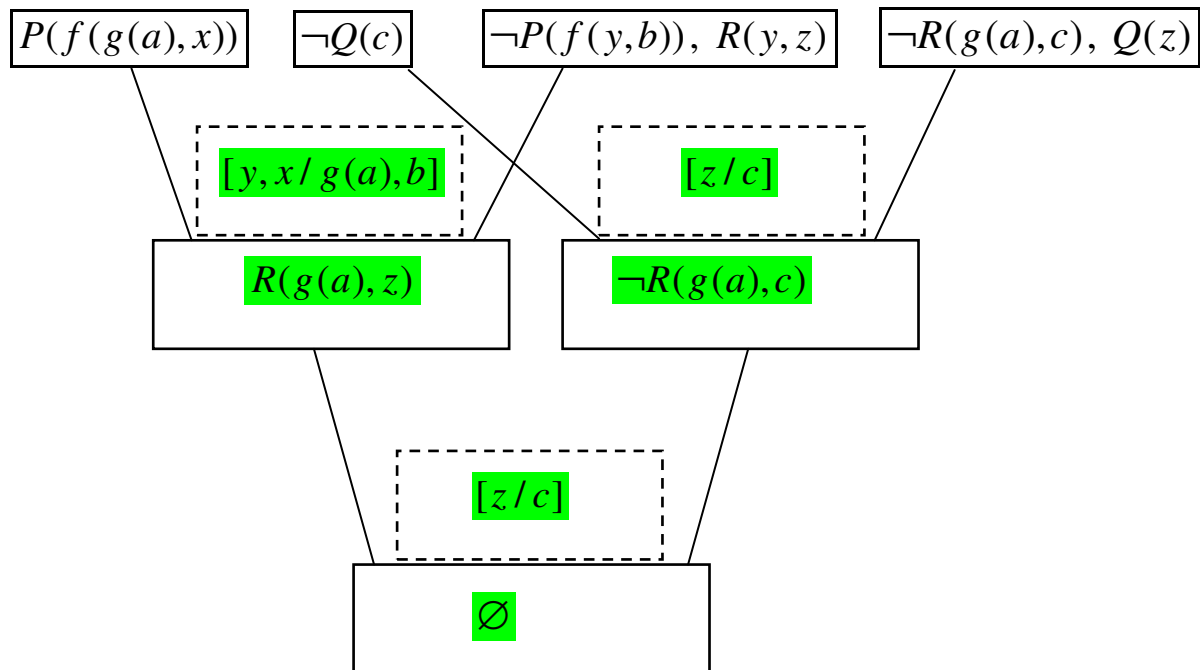 P(f(g(a),x)) ¬Q(c) ¬P(f(y,b)), R(y,z) ¬R(g(a),c), Q(z)
[y,x/g(a),b] [z/c]
R(g(a),z) ¬R(g(a),c)
[z/c]
∅